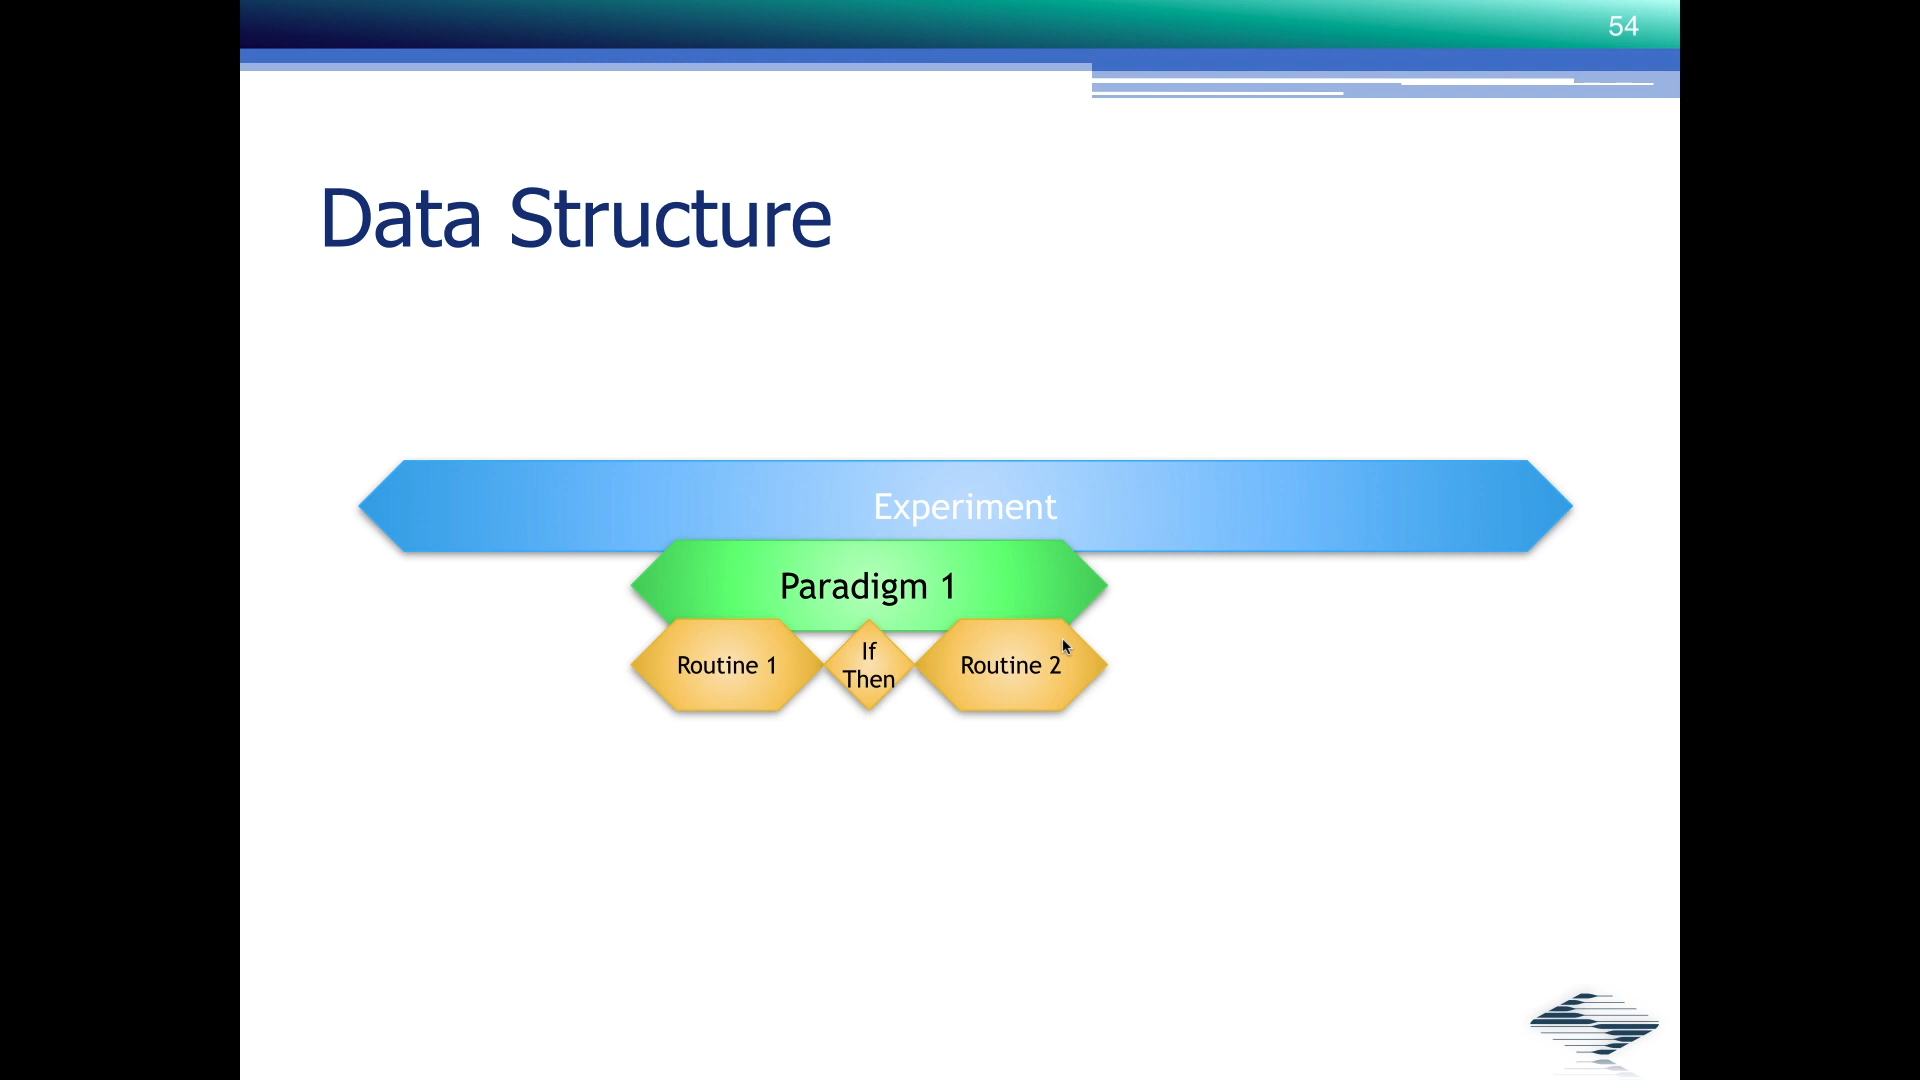 54
Data Structure
Experiment
Paradigm 1
Routine 1
If
Then
Routine 2